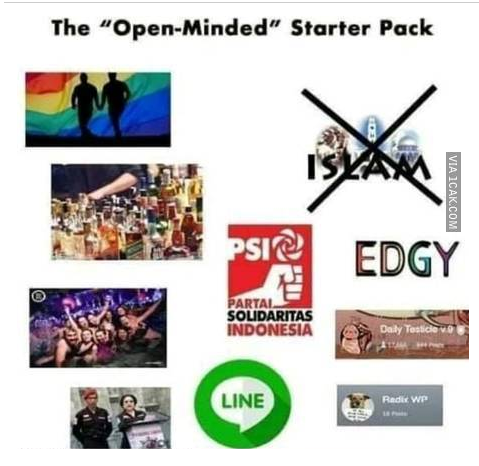 The "Open-Minded" Starter Pack
ISLAM
VIA 1CAK.COM
PSI
PARTAI
SOLIDARITAS
INDONESIA
EDGY
Daily Testicle v.9
Radix WP
LINE